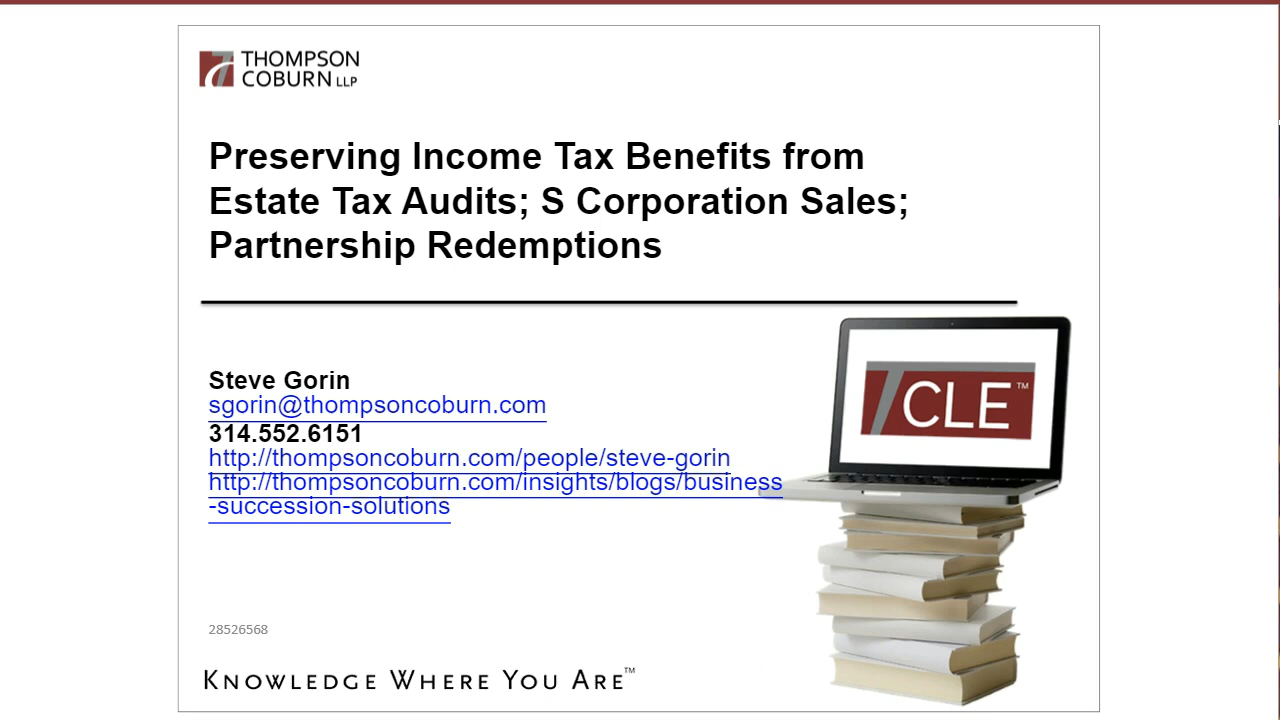 THOMPSON
COBURN LLP
Preserving Income Tax Benefits from
Estate Tax Audits; S Corporation Sales;
Partnership Redemptions
Steve Gorin
sgorin@thompsoncoburn.com
314.552.6151
http://thompsoncoburn.com/people/steve-gorin
http://thompsoncoburn.com/insights/blogs/business
-succession-solutions
CLE™
28526568
KNOWLEDGE WHERE YOU ARE™